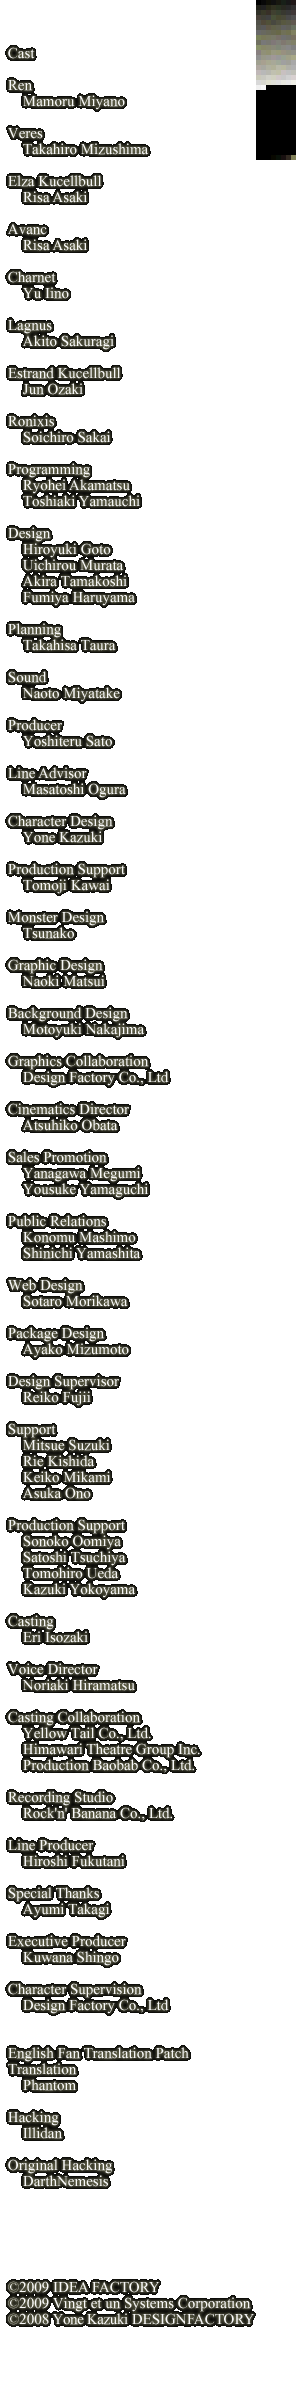 Cast
Ren
Mamoru Miyano
Veres
Takahiro Mizushima
Elza Kucellbull
Risa Asaki
Avane
Risa Asaki
Charnet
Yu Iino
Lagnus
Akito Sakuragi
Estrand Kucellbull
Jun Ozaki
Ronixis
Soichiro Sakai
Programming
Ryohei Akamatsu
Toshiaki Yamauchi
Design
Hiroyuki Goto
Uichirou Murata
Akira Tamakoshi
Fumiya Haruyama
Planning
Takahisa Taura
Sound
Naoto Miyatake
Producer
Yoshiteru Sato
Line Advisor
Masatoshi Ogura
Character Design
Yone Kazuki
Production Support
Tomoji Kawai
Monster Design
Tsunako
Graphic Design
Naoki Matsui
Background Design
Motoyuki Nakajima
Graphics Collaboration
Design Factory Co., Ltd
Cinematics Director
Atsuhiko Obata
Sales Promotion
Yanagawa Megumi
Yousuke Yamaguchi
Public Relations
Konomu Mashimo
Shinichi Yamashita
Web Design
Sotaro Morikawa
Package Design
Ayako Mizumoto
Design Supervisor
Reiko Fujii
Support
Mitsue Suzuki
Rie Kishida
Keiko Mikami
Asuka Ono
Production Support
Sonoko Oomiya
Satoshi Tsuchiya
Tomohiro Ueda
Kazuki Yokoyama
Casting
Eri Isozaki
Voice Director
Noriaki Hiramatsu
Casting Collaboration
Yellow Tail Co., Ltd.
Himawari Theatre Group Inc.
Production Baobab Co., Ltd.
Recording Studio
Rock'n' Banana Co., Ltd.
Line Producer
Hiroshi Fukutani
Special Thanks
Ayumi Takagi
Executive Producer
Kuwana Shingo
Character Supervision
Design Factory Co., Ltd
English Fan Translation Patch
Translation
Phantom
Hacking
Illidan
Original Hacking
DarthNemesis
©2009 IDEA FACTORY
©2009 Vingt et un Systems Corporation
©2008 Yone Kazuki DESIGNFACTORY